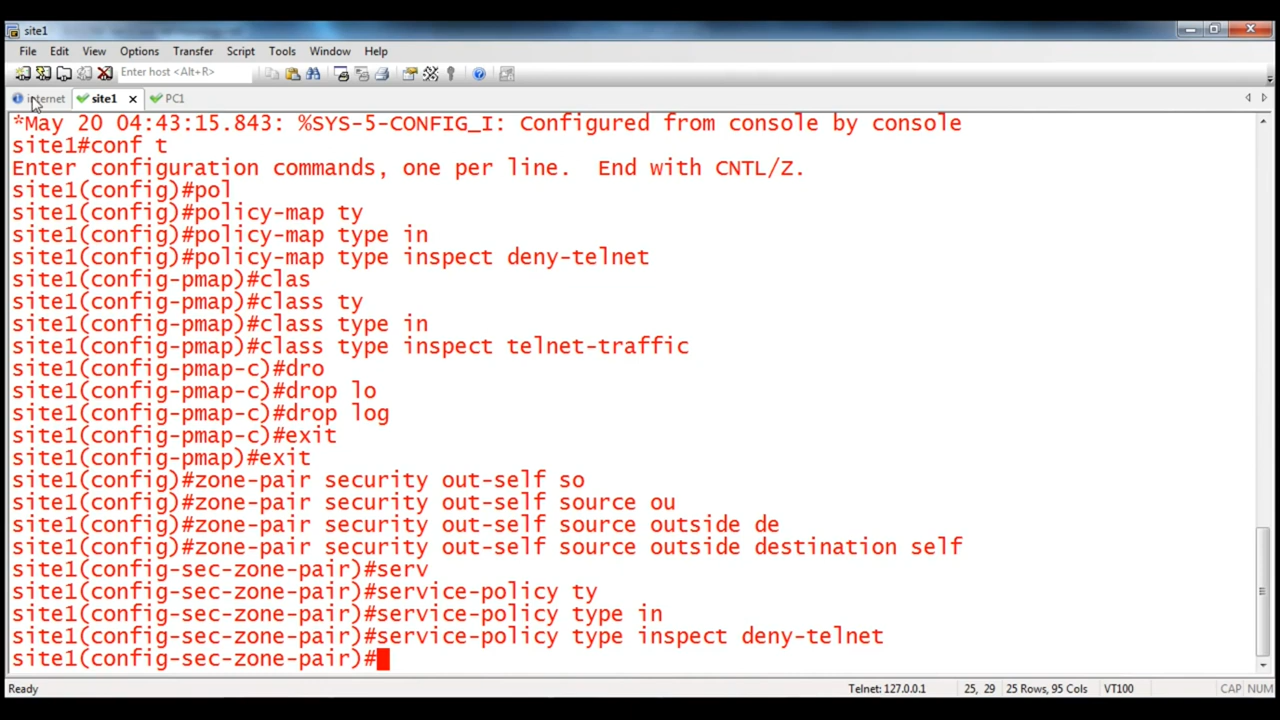 site1
File Edit View Options Transfer Script Tools Window Help
Enter host <Alt+R>
internet site1 PC1
*May 20 04:43:15.843: %SYS-5-CONFIG_I: Configured from console by console
site1#conf t
Enter configuration commands, one per line.  End with CNTL/Z.
site1(config)#pol
site1(config)#policy-map ty
site1(config)#policy-map type in
site1(config)#policy-map type inspect deny-telnet
site1(config-pmap)#clas
site1(config-pmap)#class ty
site1(config-pmap)#class type in
site1(config-pmap)#class type inspect telnet-traffic
site1(config-pmap-c)#dro
site1(config-pmap-c)#drop lo
site1(config-pmap-c)#drop log
site1(config-pmap-c)#exit
site1(config-pmap)#exit
site1(config)#zone-pair security out-self so
site1(config)#zone-pair security out-self source ou
site1(config)#zone-pair security out-self source outside de
site1(config)#zone-pair security out-self source outside destination self
site1(config-sec-zone-pair)#serv
site1(config-sec-zone-pair)#service-policy ty
site1(config-sec-zone-pair)#service-policy type in
site1(config-sec-zone-pair)#service-policy type inspect deny-telnet
site1(config-sec-zone-pair)#
Ready Telnet: 127.0.0.1 25, 29 25 Rows, 95 Cols VT100 CAP NUM